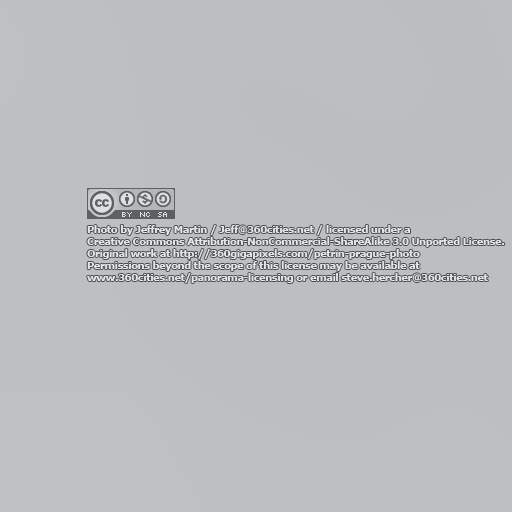 cc
BY NC SA
Photo by Jeffrey Martin / Jeff@360cities.net / licensed under a
Creative Commons Attribution-NonCommercial-ShareAlike 3.0 Unported License.
Original work at http://360gigapixels.com/petrin-prague-photo
Permissions beyond the scope of this license may be available at
www.360cities.net/panorama-licensing or email steve.hercher@360cities.net